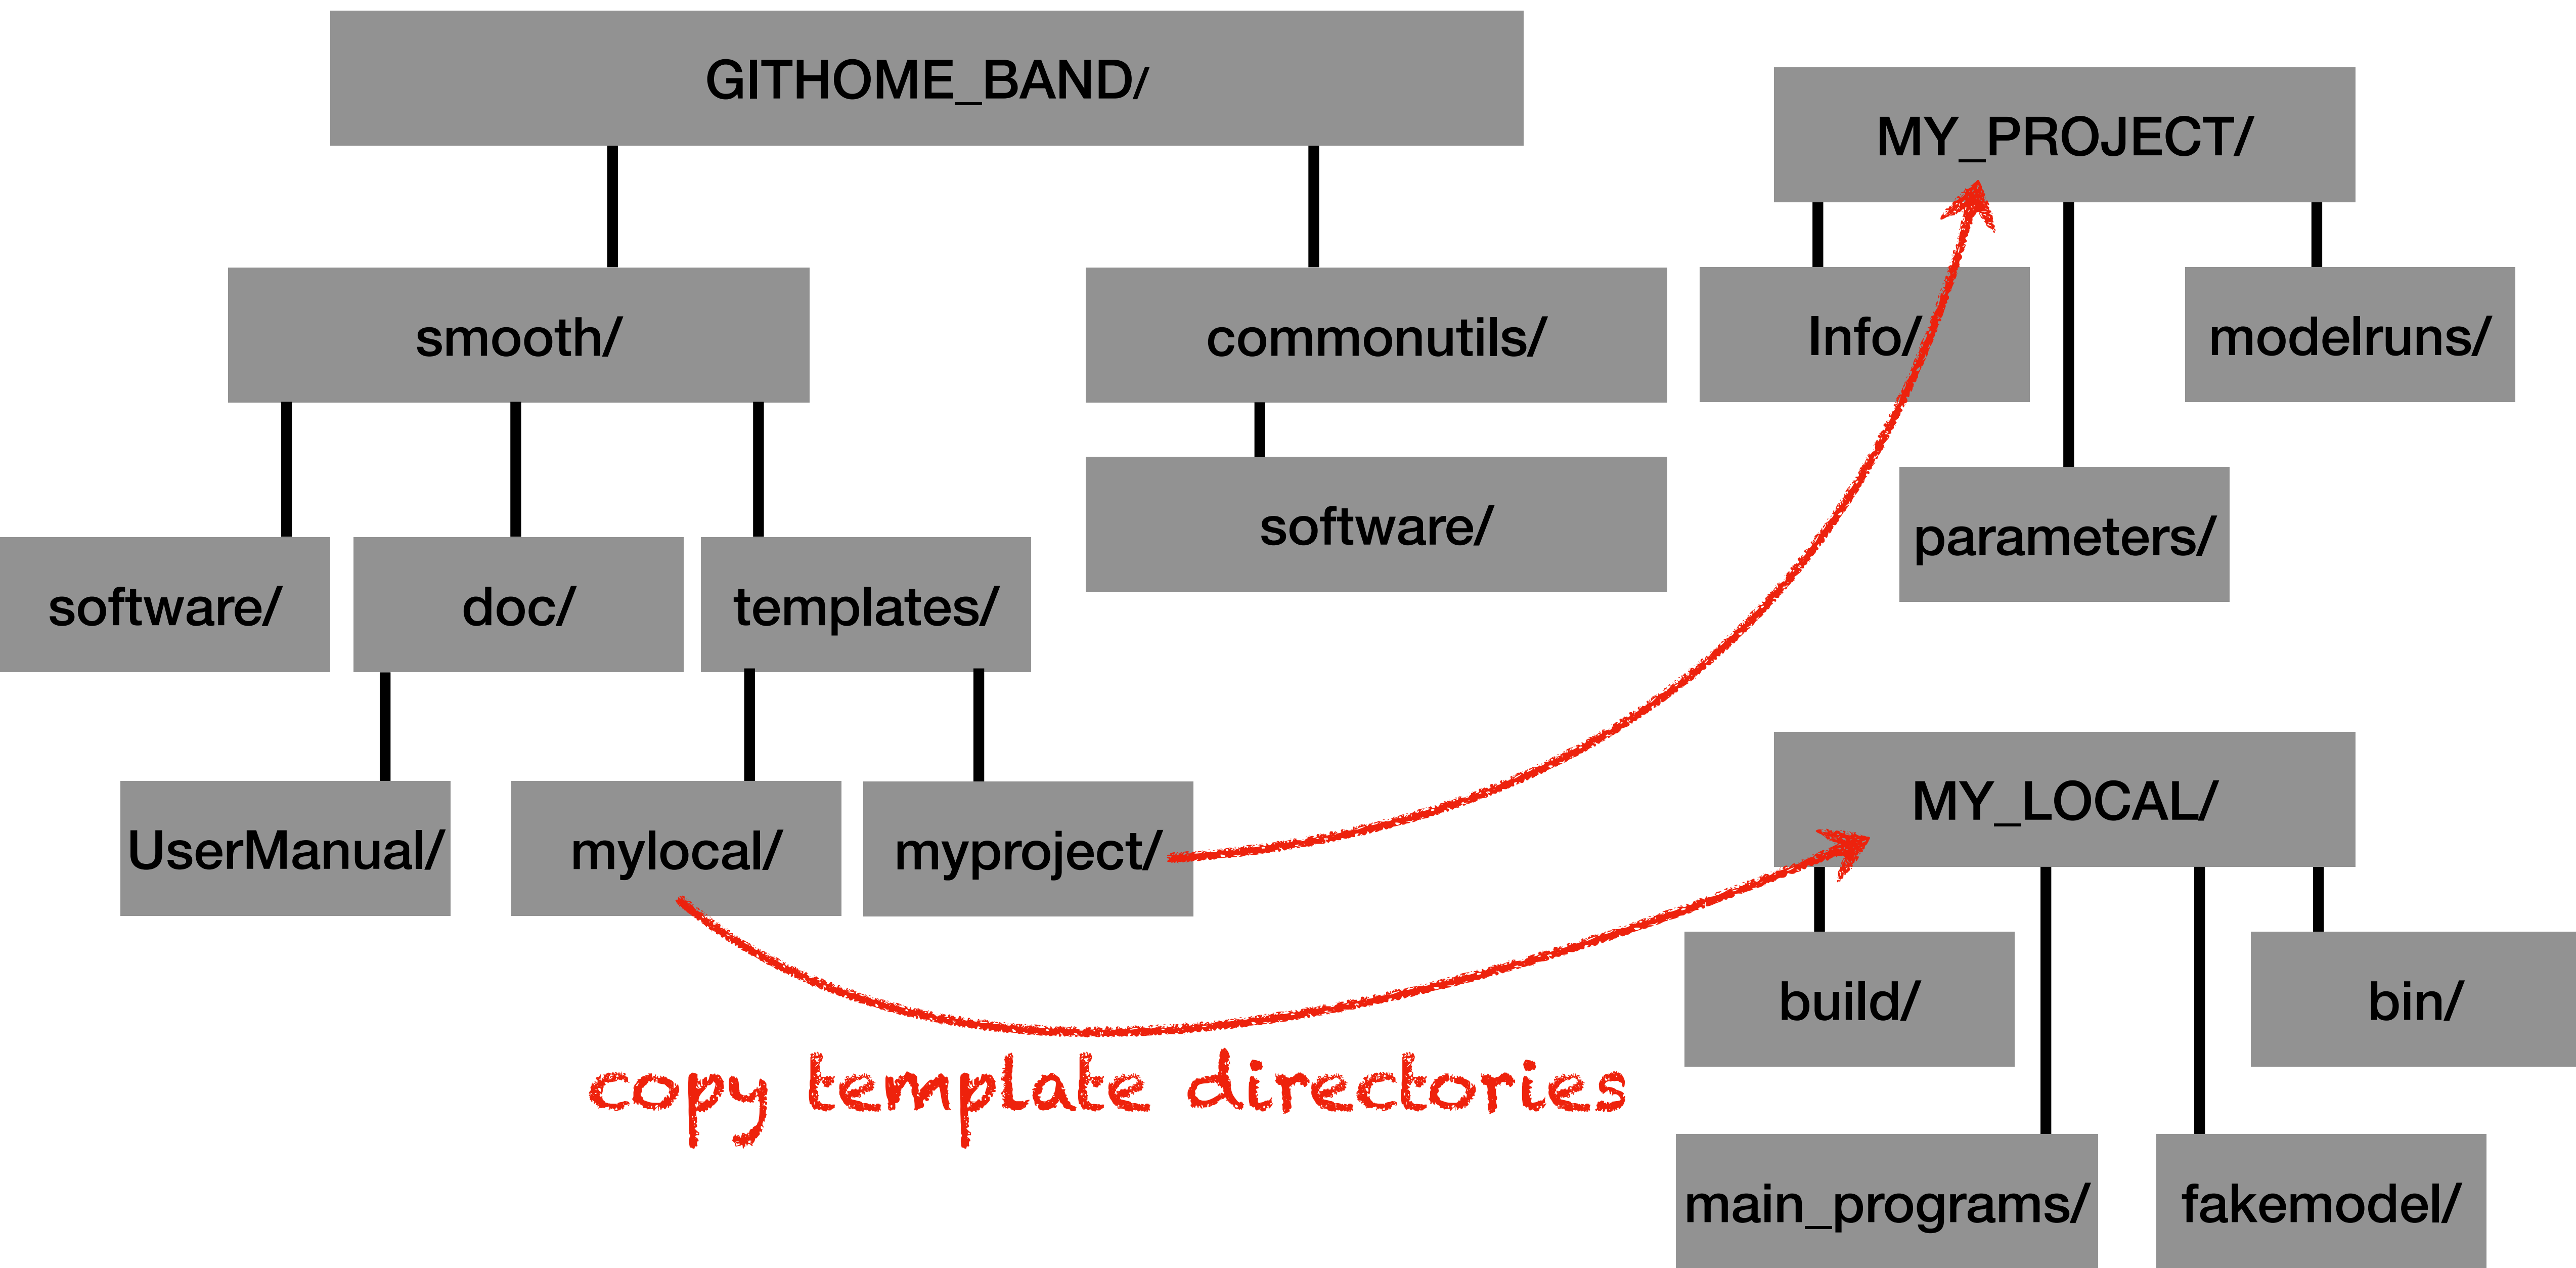 GITHOME_BAND/
smooth/
commonutils/
software/
software/
doc/
templates/
UserManual/
mylocal/
myproject/
copy template directories
MY_PROJECT/
Info/
modelruns/
parameters/
MY_LOCAL/
build/
bin/
main_programs/
fakemodel/